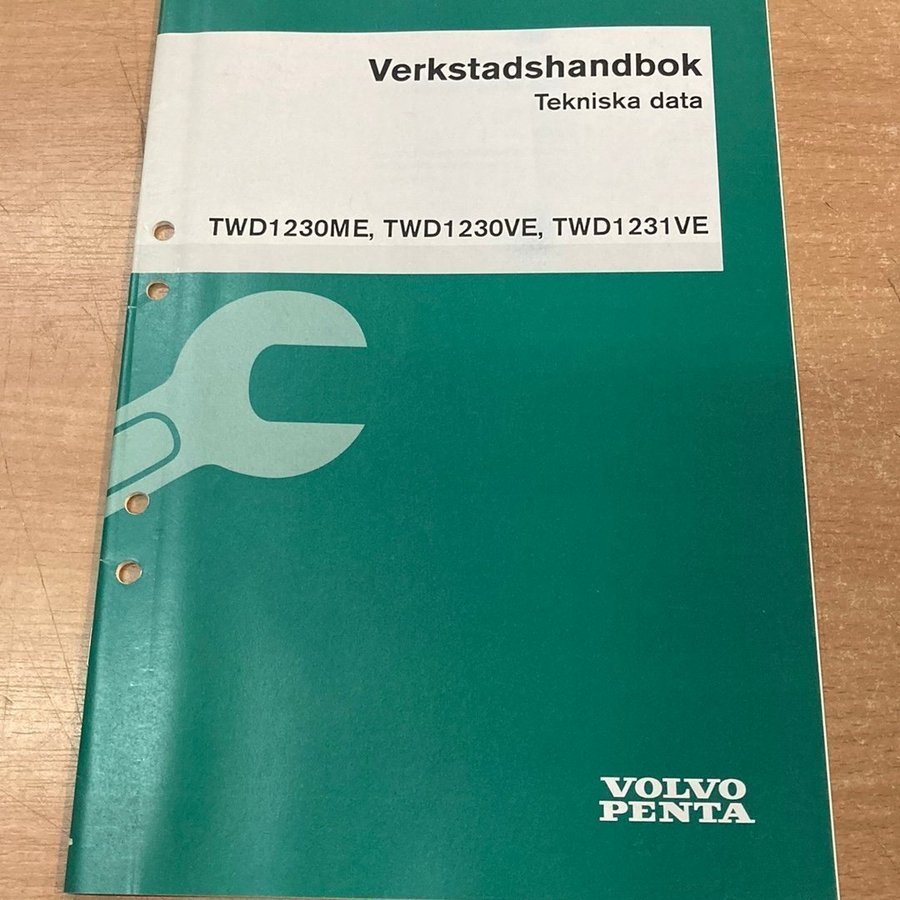 Verkstadshandbok
Tekniska data
TWD1230ME, TWD1230VE, TWD1231VE
VOLVO
PENTA